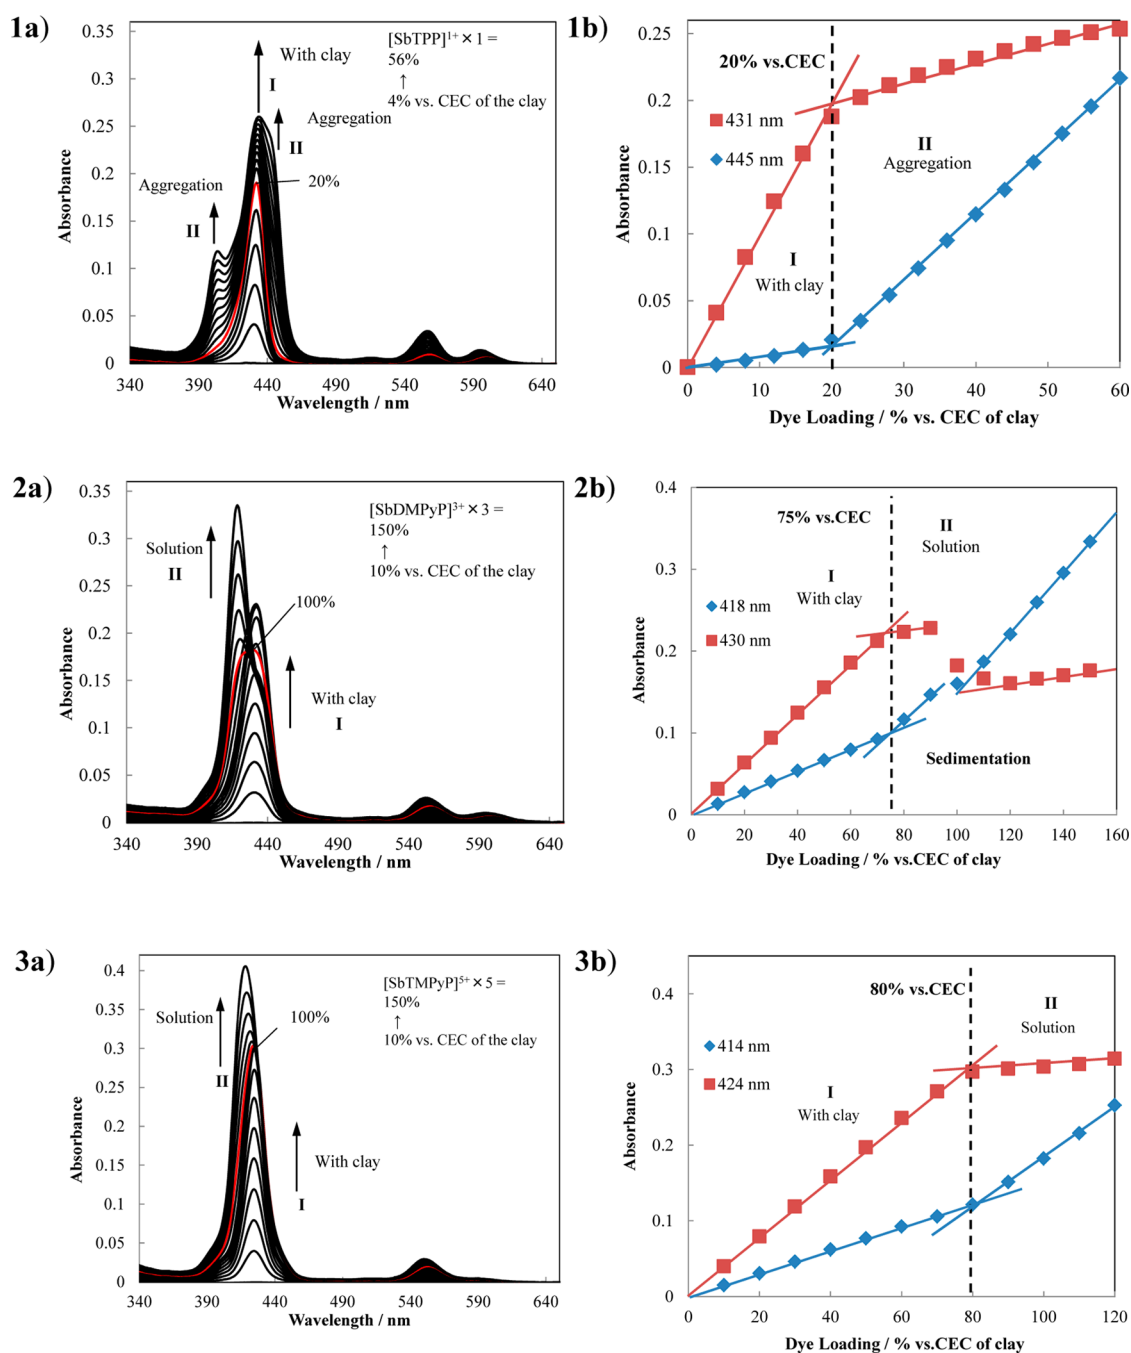 1a)
0.35
0.3
0.25
0.2
0.15
0.1
0.05
0
Absorbance
340 390 440 490 540 590 640
Wavelength / nm
[SbTPP]¹⁺ × 1 =
56%
↑
4% vs. CEC of the clay
With clay
I
Aggregation
II
20%
Aggregation
II
1b)
0.25
0.2
0.15
0.1
0.05
0
Absorbance
0 10 20 30 40 50 60
Dye Loading / % vs. CEC of clay
20% vs.CEC
431 nm
445 nm
II
Aggregation
I
With clay
2a)
0.35
0.3
0.25
0.2
0.15
0.1
0.05
0
Absorbance
340 390 440 490 540 590 640
Wavelength / nm
[SbDMPyP]³⁺ × 3 =
150%
↑
10% vs. CEC of the clay
Solution
II
100%
With clay
I
2b)
0.4
0.3
0.2
0.1
0
Absorbance
0 20 40 60 80 100 120 140 160
Dye Loading / % vs.CEC of clay
75% vs.CEC
II
Solution
I
With clay
418 nm
430 nm
Sedimentation
3a)
0.4
0.35
0.3
0.25
0.2
0.15
0.1
0.05
0
Absorbance
340 390 440 490 540 590 640
Wavelength / nm
[SbTMPyP]⁵⁺ × 5 =
150%
↑
10% vs. CEC of the clay
Solution
II
100%
With clay
I
3b)
0.4
0.3
0.2
0.1
0
Absorbance
0 20 40 60 80 100 120
Dye Loading / % vs.CEC of clay
80% vs.CEC
II
Solution
414 nm
424 nm
I
With clay